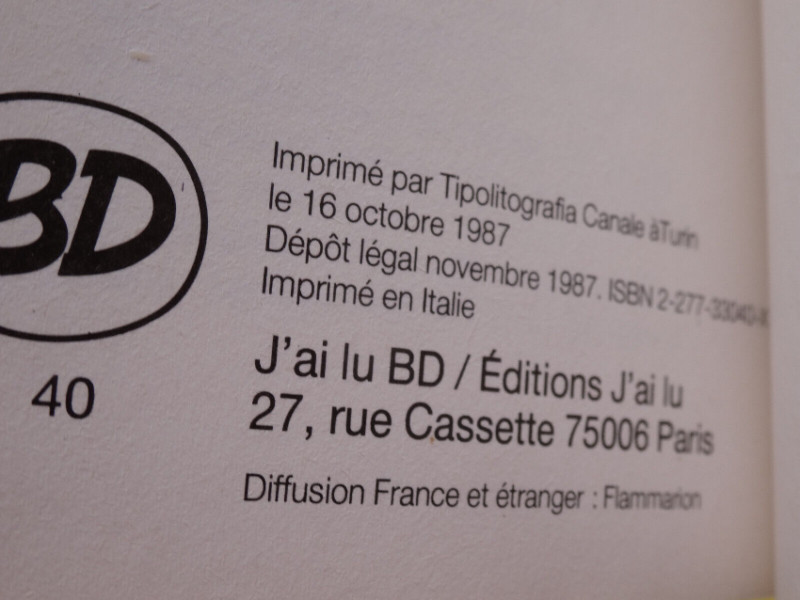 BD
40
Imprimé par Tipolitografia Canale àTurin
le 16 octobre 1987
Dépôt légal novembre 1987. ISBN 2-277-33040-
Imprimé en Italie
J'ai lu BD / Éditions J'ai lu
27, rue Cassette 75006 Paris
Diffusion France et étranger : Flammarion